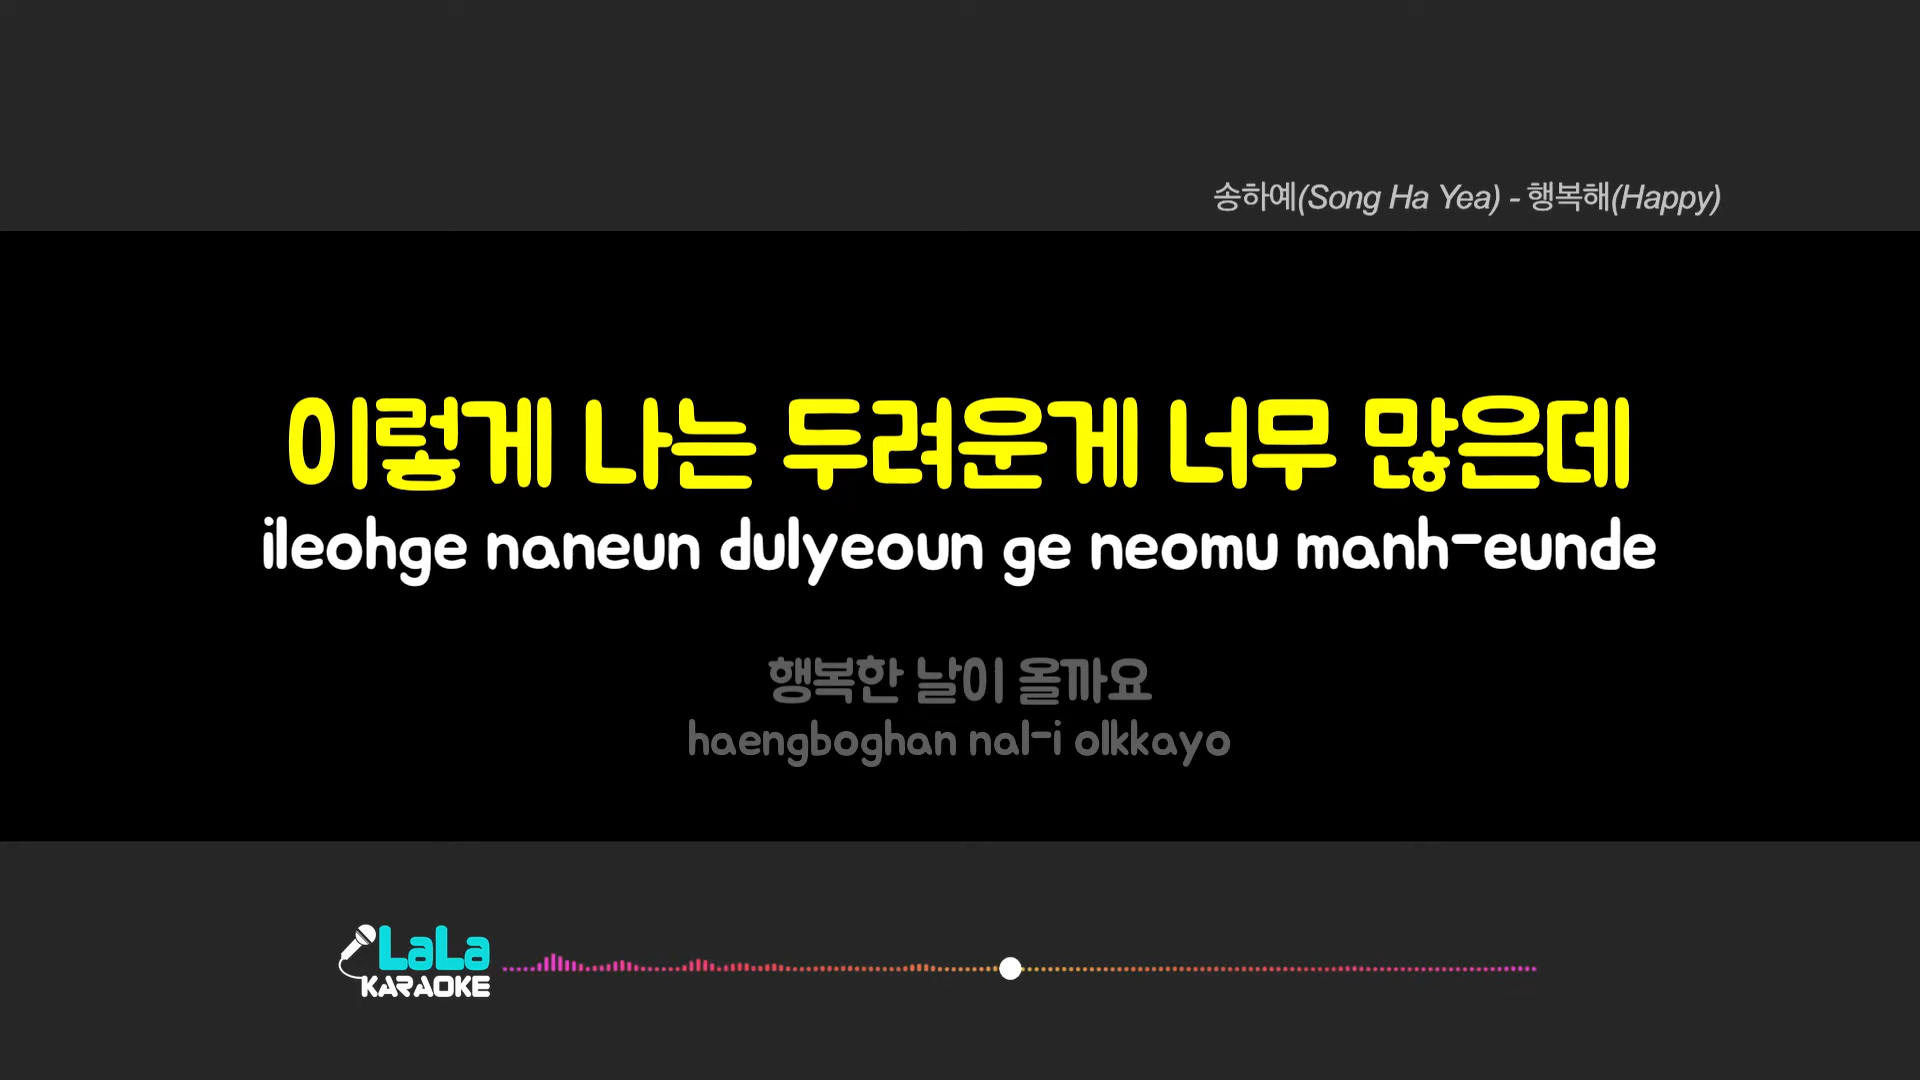 송하예(Song Ha Yea) - 행복해(Happy)
이렇게 나는 두려운게 너무 많은데
ileohge naneun dulyeoun ge neomu manh-eunde
행복한 날이 올까요
haengboghan nal-i olkkayo
LaLa
KARAOKE